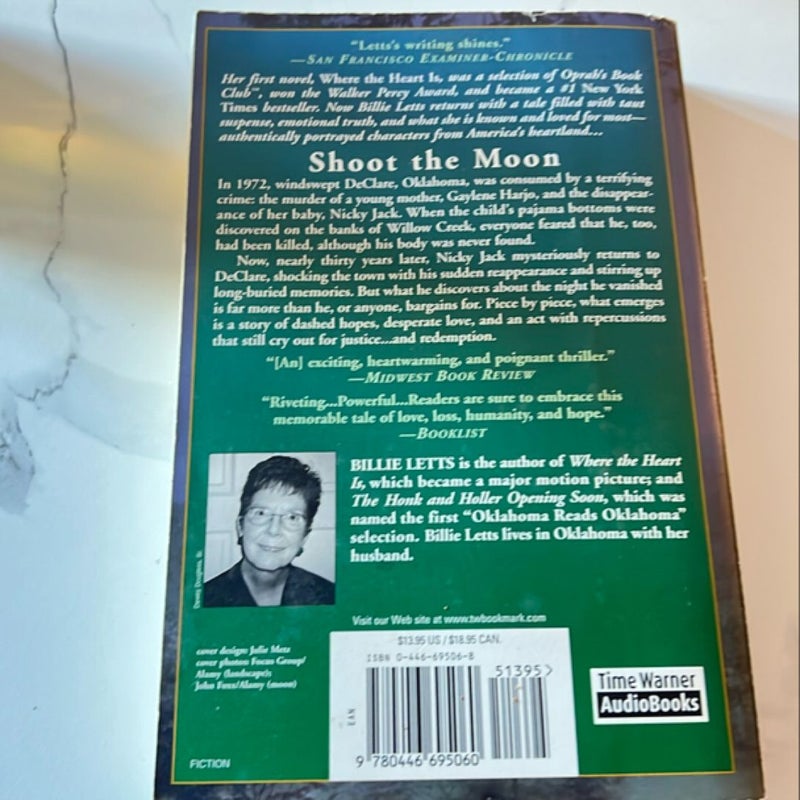 “Letts’s writing shines.”
—SAN FRANCISCO EXAMINER-CHRONICLE
Her first novel, Where the Heart Is, was a selection of Oprah’s Book
Club™, won the Walker Percy Award, and became a #1 New York
Times bestseller. Now Billie Letts returns with a tale filled with taut
suspense, emotional truth, and what she is known and loved for most—
authentically portrayed characters from America’s heartland...
Shoot the Moon
In 1972, windswept DeClare, Oklahoma, was consumed by a terrifying
crime: the murder of a young mother, Gaylene Harjo, and the disappear-
ance of her baby, Nicky Jack. When the child’s pajama bottoms were
discovered on the banks of Willow Creek, everyone feared that he, too,
had been killed, although his body was never found.
Now, nearly thirty years later, Nicky Jack mysteriously returns to
DeClare, shocking the town with his sudden reappearance and stirring up
long-buried memories. But what he discovers about the night he vanished
is far more than he, or anyone, bargains for. Piece by piece, what emerges
is a story of dashed hopes, desperate love, and an act with repercussions
that still cry out for justice...and redemption.
“[An] exciting, heartwarming, and poignant thriller.”
—MIDWEST BOOK REVIEW
“Riveting...Powerful...Readers are sure to embrace this
memorable tale of love, loss, humanity, and hope.”
—BOOKLIST
BILLIE LETTS is the author of Where the Heart
Is, which became a major motion picture; and
The Honk and Holler Opening Soon, which was
named the first “Oklahoma Reads Oklahoma”
selection. Billie Letts lives in Oklahoma with her
husband.
Visit our Web site at www.twbookmark.com
cover design: Julie Metz
cover photos: Focus Group/
Alamy (landscape);
John Foxx/Alamy (moon)
$13.95 US / $18.95 CAN.
ISBN 0-446-69506-8
51395>
EAN
9 780446 695060
Time Warner
AudioBooks
FICTION